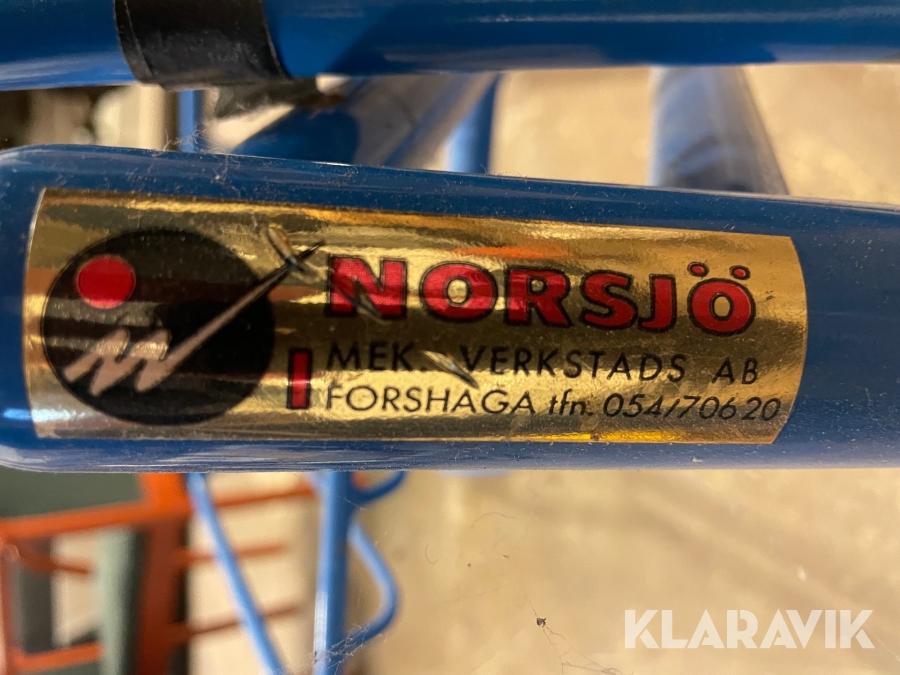 NORSJÖ
MEK. VERKSTADS AB
I FORSHAGA tfn. 054/70620
KLARAVIK